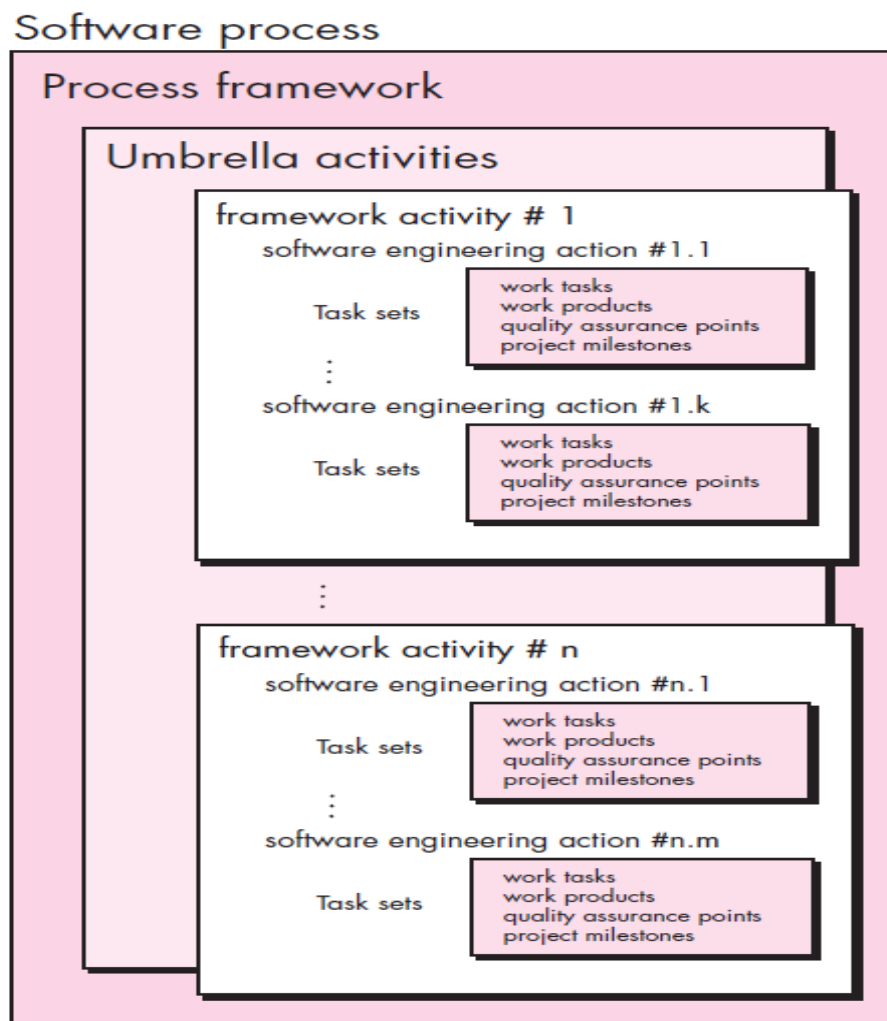 Software process
Process framework
Umbrella activities
framework activity # 1
software engineering action #1.1
Task sets
work tasks
work products
quality assurance points
project milestones
software engineering action #1.k
Task sets
work tasks
work products
quality assurance points
project milestones
framework activity # n
software engineering action #n.1
Task sets
work tasks
work products
quality assurance points
project milestones
software engineering action #n.m
Task sets
work tasks
work products
quality assurance points
project milestones